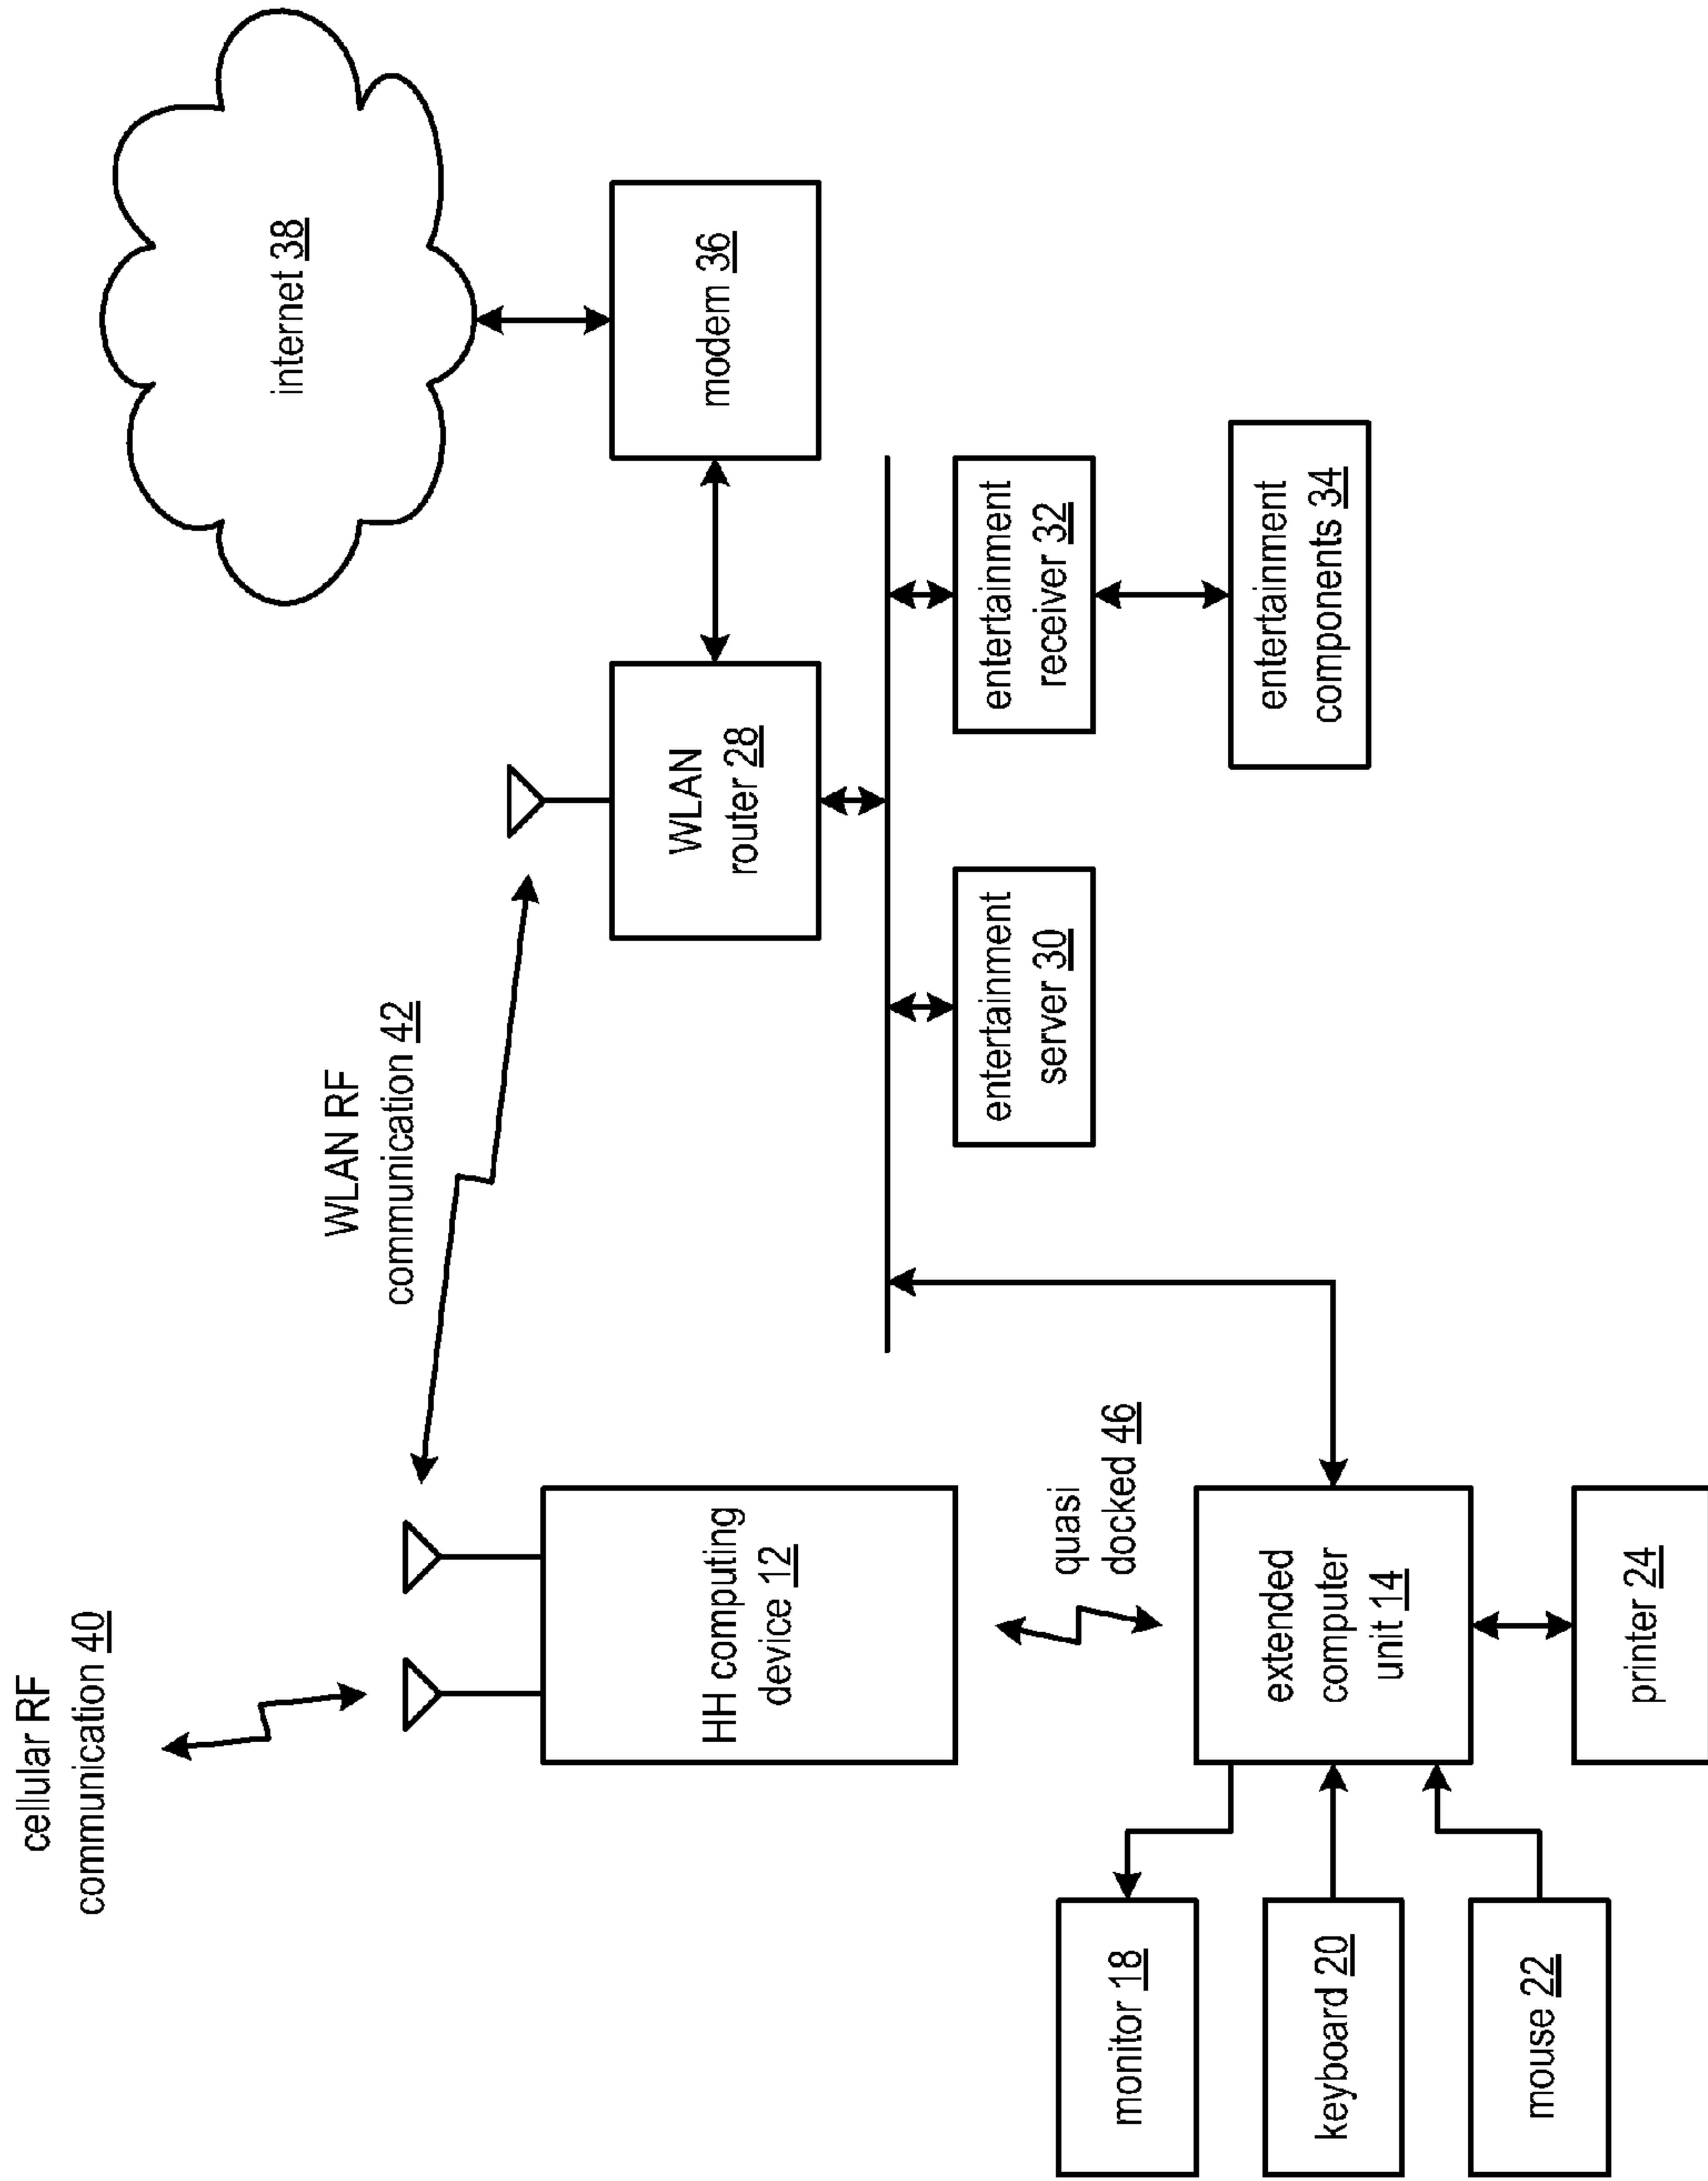 cellular RF
communication 40
WLAN RF
communication 42
internet 38
HH computing
device 12
WLAN
router 28
modem 36
quasi
docked 46
entertainment
server 30
entertainment
receiver 32
monitor 18
keyboard 20
mouse 22
extended
computer
unit 14
entertainment
components 34
printer 24